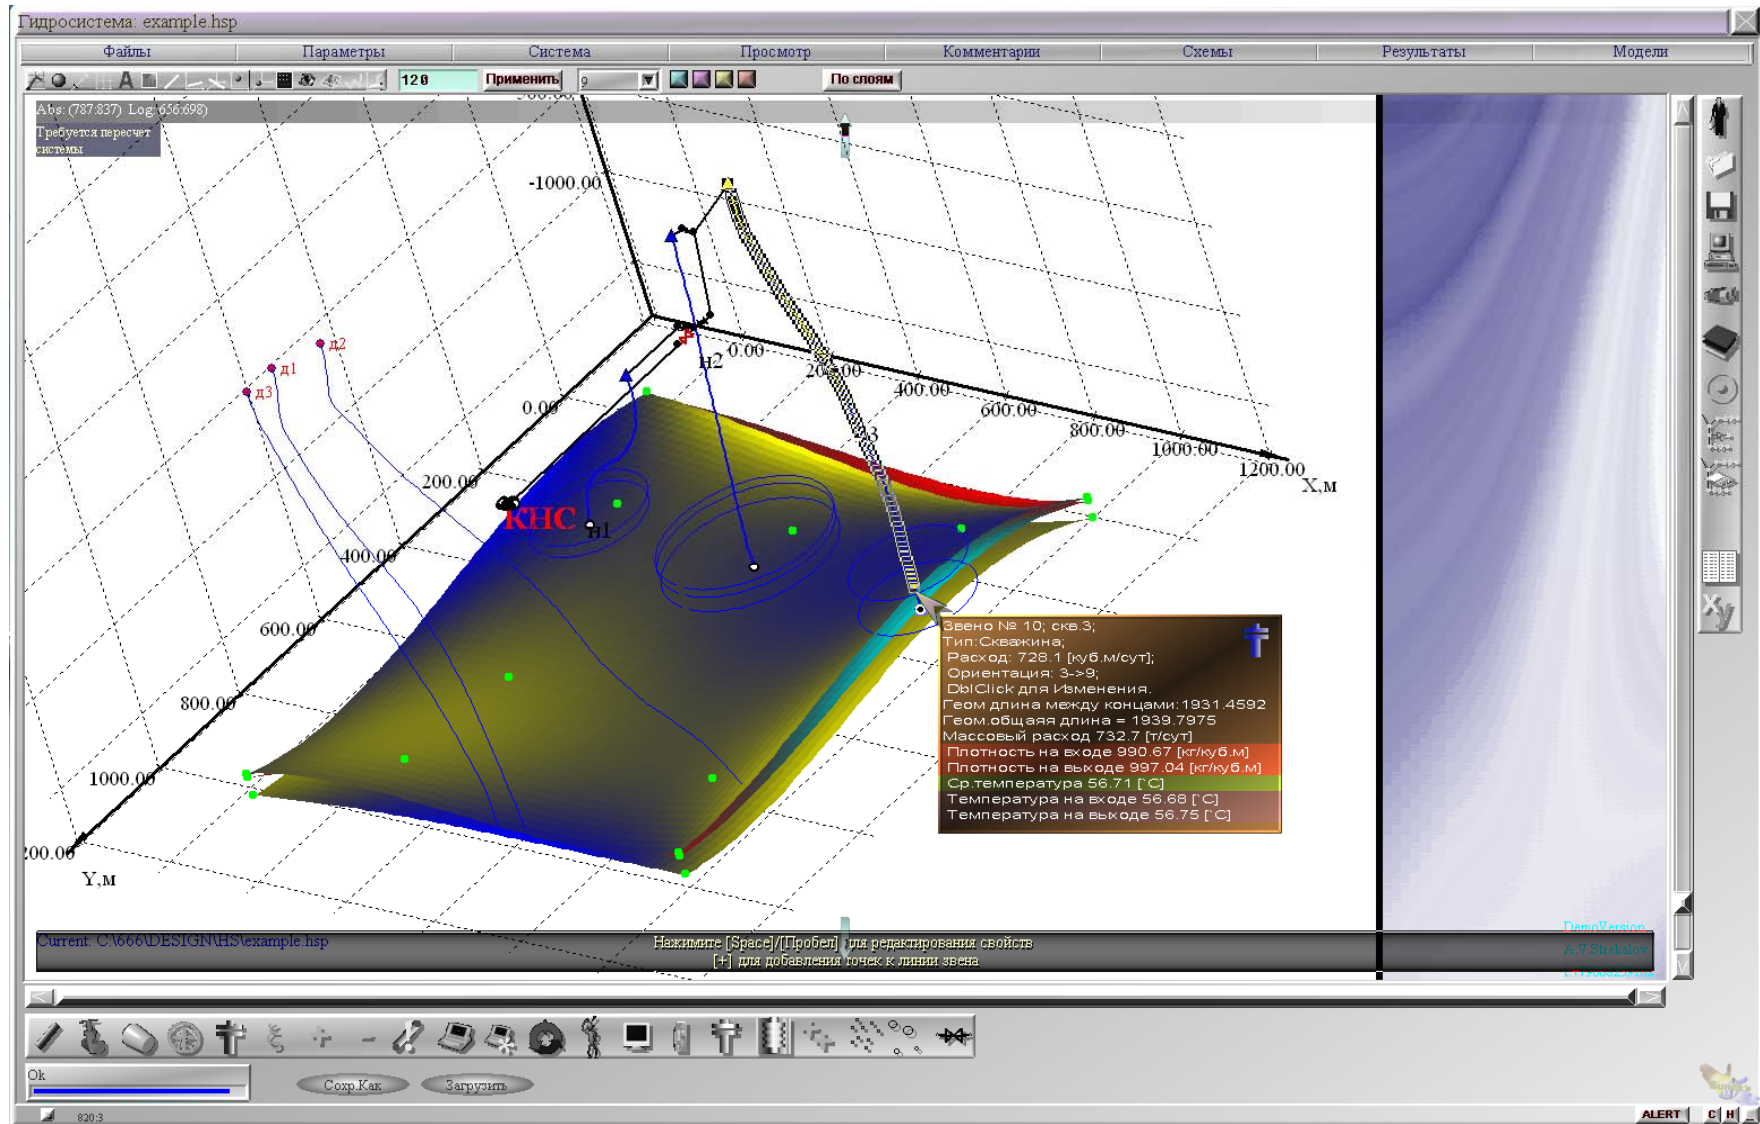 Гидросистема: example.hsp
Файлы Параметры Система Просмотр Комментарии Схемы Результаты Модели
A 120 Применить 9 По слоям
Abs: (787:837) Log: 656:698)
Требуется пересчет
системы
-1000.00
д2
д1
д3
н2
0.00
200.00
400.00
600.00
800.00
1000.00
1200.00
X,м
0.00
200.00
400.00
600.00
800.00
1000.00
Y,м
КНС
н1
Звено № 10; скв.3;
Тип:Скважина;
Расход: 728.1 [куб.м/сут];
Ориентация: 3->9;
DblClick для Изменения.
Геом длина между концами:1931.4592
Геом.общаяя длина = 1939.7975
Массовый расход 732.7 [т/сут]
Плотность на входе 990.67 [кг/куб.м]
Плотность на выходе 997.04 [кг/куб.м]
Ср.температура 56.71 [`C]
Температура на входе 56.68 [`C]
Температура на выходе 56.75 [`C]
Current: C:\666\DESIGN\HS\example.hsp
Нажимите [Space]/[Пробел] для редактирования свойств
[+] для добавления точек к линии звена
DemoVersion
A.V.Strekalov
Xy
Ok
Сохр.Как Загрузить
820:3
ALERT C H